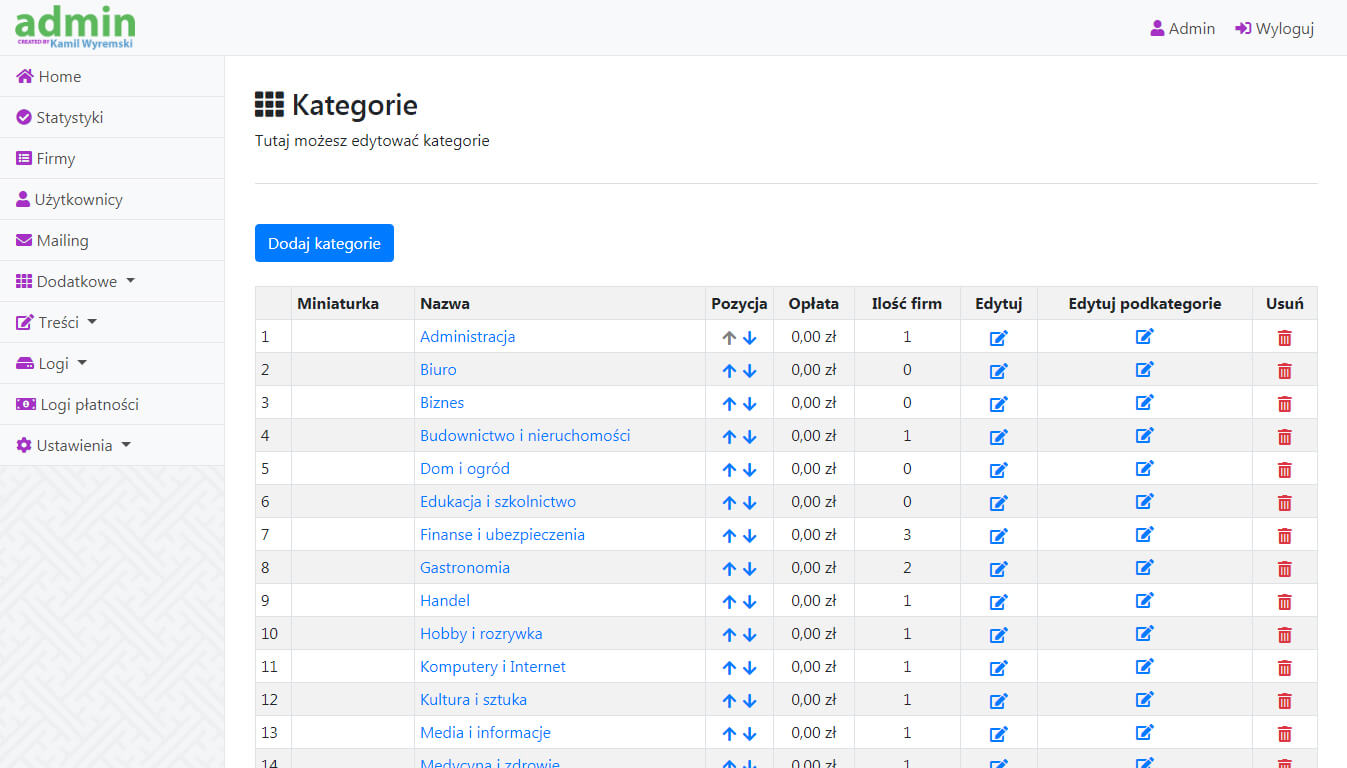 admin
CREATED BY Kamil Wyremski
Admin Wyloguj
Home
Statystyki
Firmy
Użytkownicy
Mailing
Dodatkowe
Treści
Logi
Logi płatności
Ustawienia
Kategorie
Tutaj możesz edytować kategorie
Dodaj kategorie
Miniaturka Nazwa Pozycja Opłata Ilość firm Edytuj Edytuj podkategorie Usuń
1 Administracja 0,00 zł 1
2 Biuro 0,00 zł 0
3 Biznes 0,00 zł 0
4 Budownictwo i nieruchomości 0,00 zł 1
5 Dom i ogród 0,00 zł 0
6 Edukacja i szkolnictwo 0,00 zł 0
7 Finanse i ubezpieczenia 0,00 zł 3
8 Gastronomia 0,00 zł 2
9 Handel 0,00 zł 1
10 Hobby i rozrywka 0,00 zł 1
11 Komputery i Internet 0,00 zł 1
12 Kultura i sztuka 0,00 zł 1
13 Media i informacje 0,00 zł 1
14 Medycyna i zdrowie 0,00 zł 1